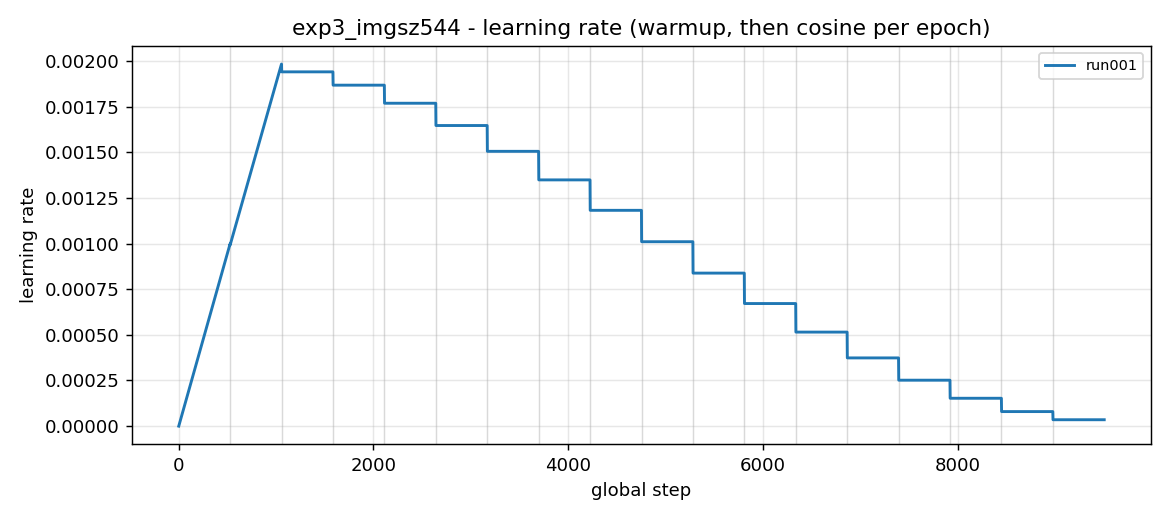 exp3_imgsz544 - learning rate (warmup, then cosine per epoch)
run001
0.00200
0.00175
0.00150
0.00125
0.00100
0.00075
0.00050
0.00025
0.00000
learning rate
0 2000 4000 6000 8000
global step